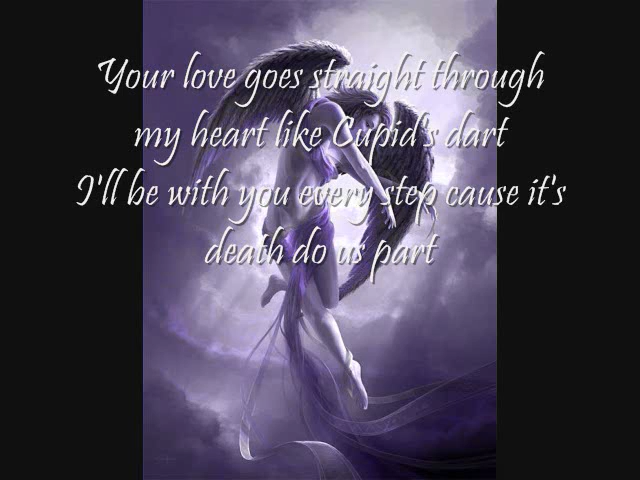 Your love goes straight through
my heart like Cupid's dart
I'll be with you every step cause it's
death do us part